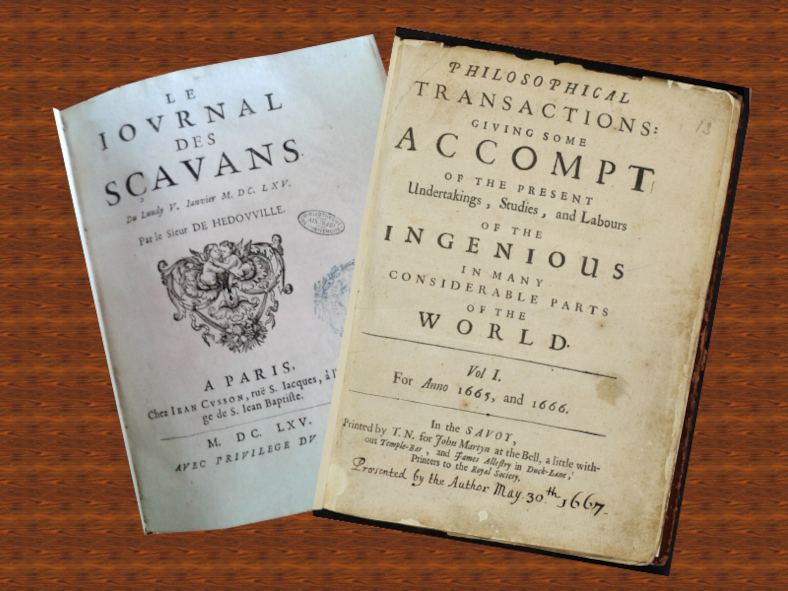 LE
IOVRNAL
DES
SCAVANS.
Du Lundy V. Ianvier M. DC. LXV.
Par le Sieur DE HEDOVVILLE.
A PARIS,
Chez IEAN CVSSON, ruë S. Iacques, à l'
ge de S. Iean Baptiste.
M. DC. LXV.
AVEC PRIVILEGE DV
PHILOSOPHICAL
TRANSACTIONS:
GIVING SOME
ACCOMPT
OF THE PRESENT
Undertakings, Studies, and Labours
OF THE
INGENIOUS
IN MANY
CONSIDERABLE PARTS
OF THE
WORLD.
Vol I.
For Anno 1665, and 1666.
In the SAVOY,
Printed by T. N. for John Martyn at the Bell, a little with-
out Temple-Bar, and James Allestry in Duck-Lane,
Printers to the Royal Society.
Presented by the Author May. 30th, 1667.
13